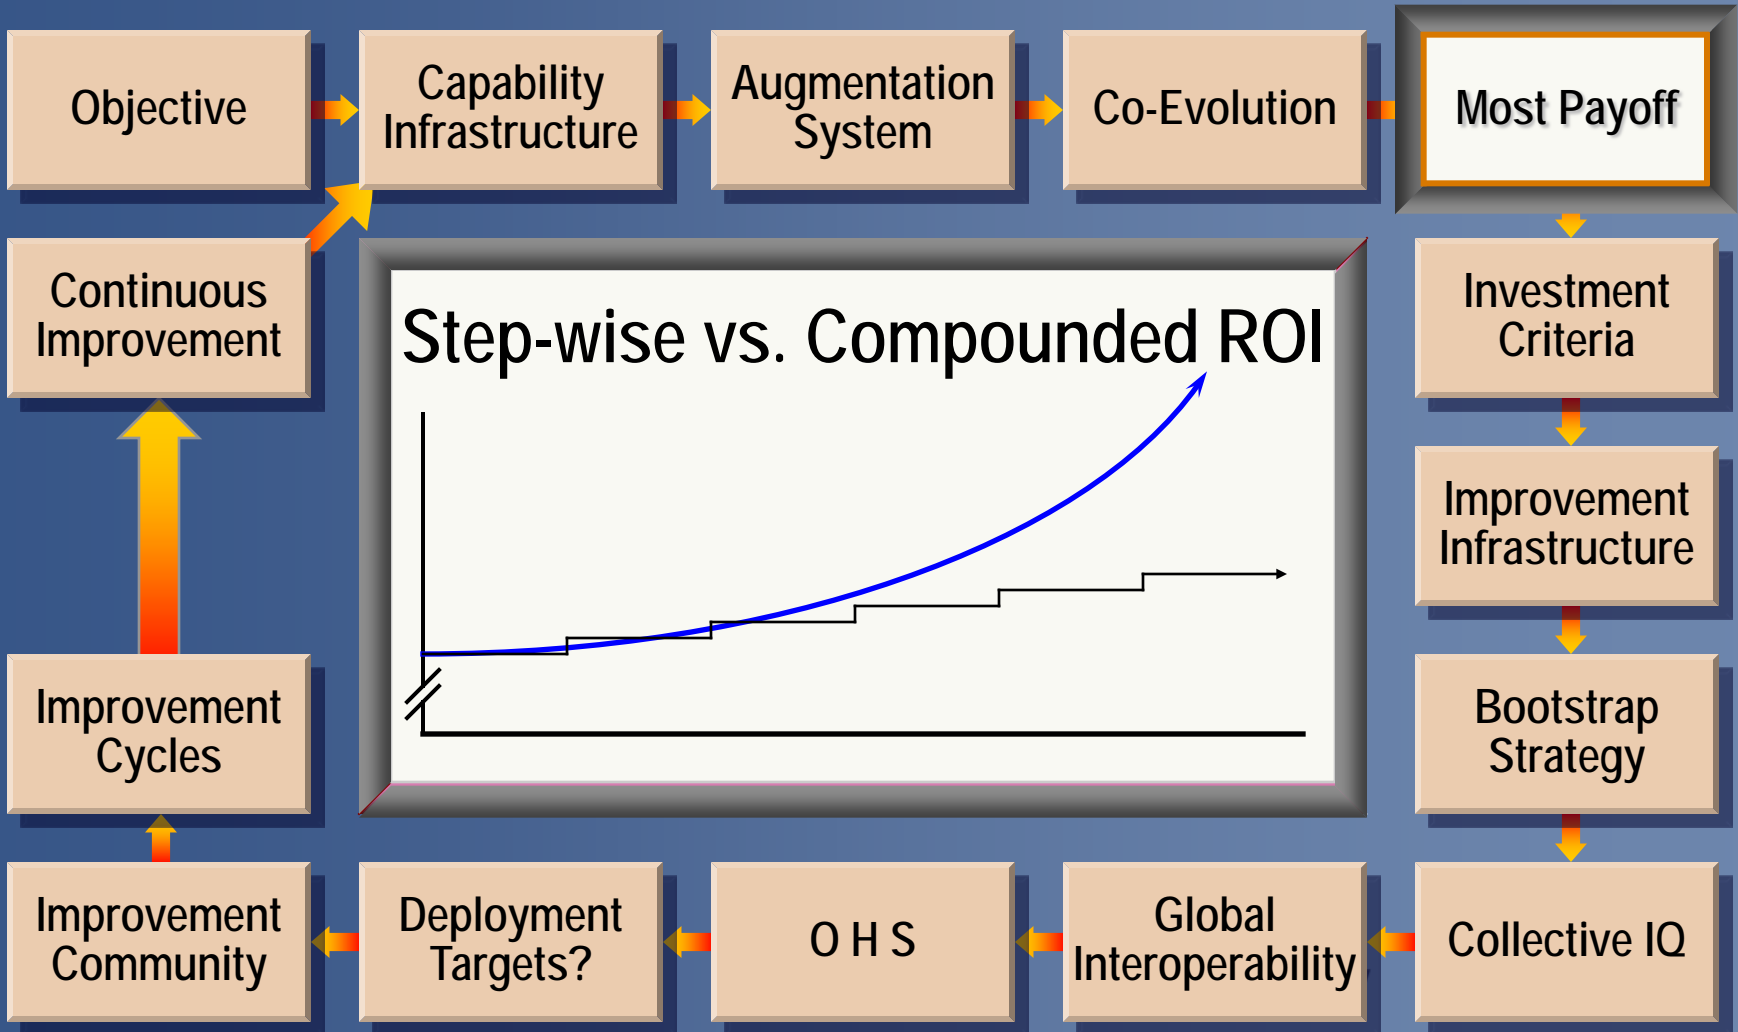 Objective
Capability
Infrastructure
Augmentation
System
Co-Evolution
Most Payoff
Continuous
Improvement
Step-wise vs. Compounded ROI
Investment
Criteria
Improvement
Infrastructure
Improvement
Cycles
Bootstrap
Strategy
Improvement
Community
Deployment
Targets?
O H S
Global
Interoperability
Collective IQ